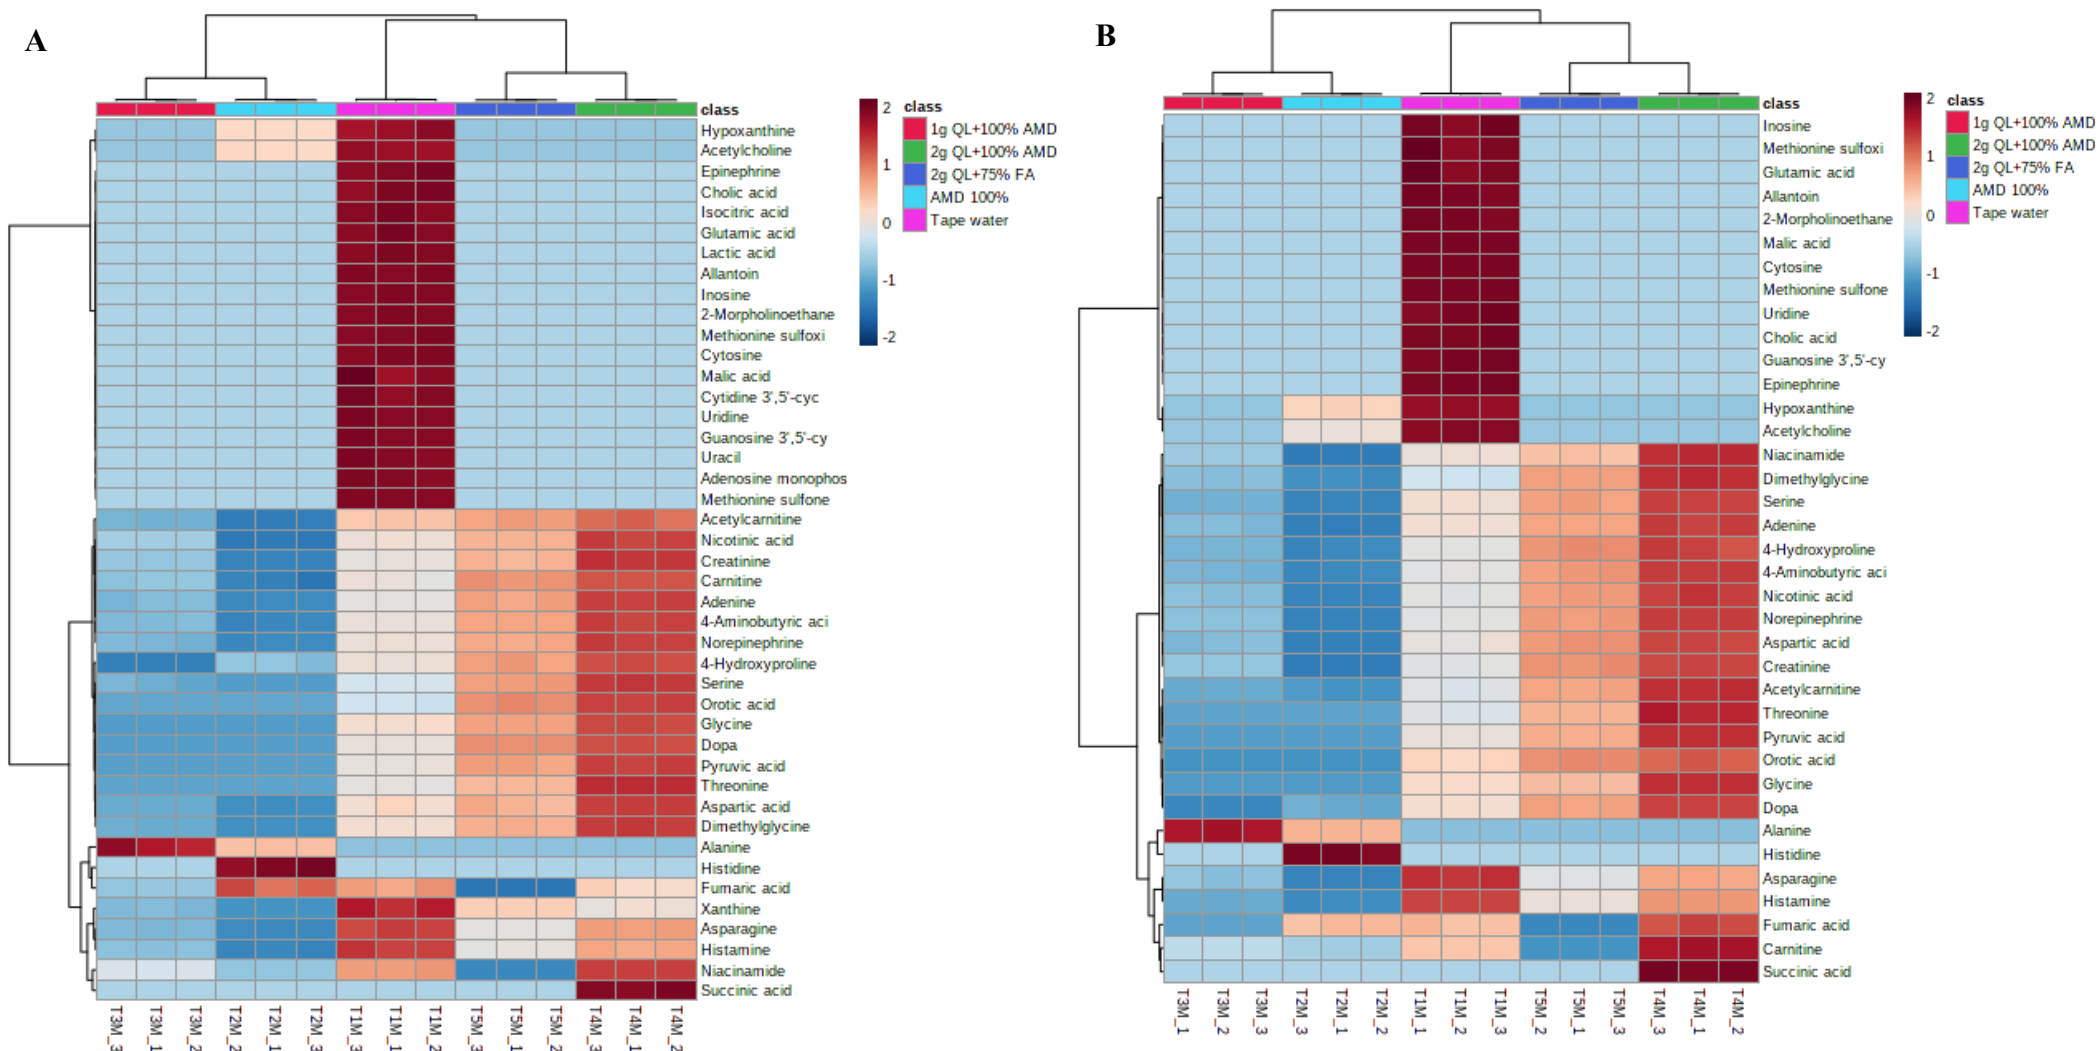 A
class
Hypoxanthine
Acetylcholine
Epinephrine
Cholic acid
Isocitric acid
Glutamic acid
Lactic acid
Allantoin
Inosine
2-Morpholinoethane
Methionine sulfoxi
Cytosine
Malic acid
Cytidine 3',5'-cyc
Uridine
Guanosine 3',5'-cy
Uracil
Adenosine monophos
Methionine sulfone
Acetylcarnitine
Nicotinic acid
Creatinine
Carnitine
Adenine
4-Aminobutyric aci
Norepinephrine
4-Hydroxyproline
Serine
Orotic acid
Glycine
Dopa
Pyruvic acid
Threonine
Aspartic acid
Dimethylglycine
Alanine
Histidine
Fumaric acid
Xanthine
Asparagine
Histamine
Niacinamide
Succinic acid
T3M_3
T3M_1
T3M_2
T2M_2
T2M_1
T2M_3
T1M_3
T1M_1
T1M_2
T5M_3
T5M_1
T5M_2
T4M_3
T4M_1
T4M_2
2
1
0
-1
-2
class
1g QL+100% AMD
2g QL+100% AMD
2g QL+75% FA
AMD 100%
Tape water
B
class
Inosine
Methionine sulfoxi
Glutamic acid
Allantoin
2-Morpholinoethane
Malic acid
Cytosine
Methionine sulfone
Uridine
Cholic acid
Guanosine 3',5'-cy
Epinephrine
Hypoxanthine
Acetylcholine
Niacinamide
Dimethylglycine
Serine
Adenine
4-Hydroxyproline
4-Aminobutyric aci
Nicotinic acid
Norepinephrine
Aspartic acid
Creatinine
Acetylcarnitine
Threonine
Pyruvic acid
Orotic acid
Glycine
Dopa
Alanine
Histidine
Asparagine
Histamine
Fumaric acid
Carnitine
Succinic acid
T3M_1
T3M_2
T3M_3
T2M_3
T2M_1
T2M_2
T1M_1
T1M_2
T1M_3
T5M_2
T5M_1
T5M_3
T4M_3
T4M_1
T4M_2
2
1
0
-1
-2
class
1g QL+100% AMD
2g QL+100% AMD
2g QL+75% FA
AMD 100%
Tape water